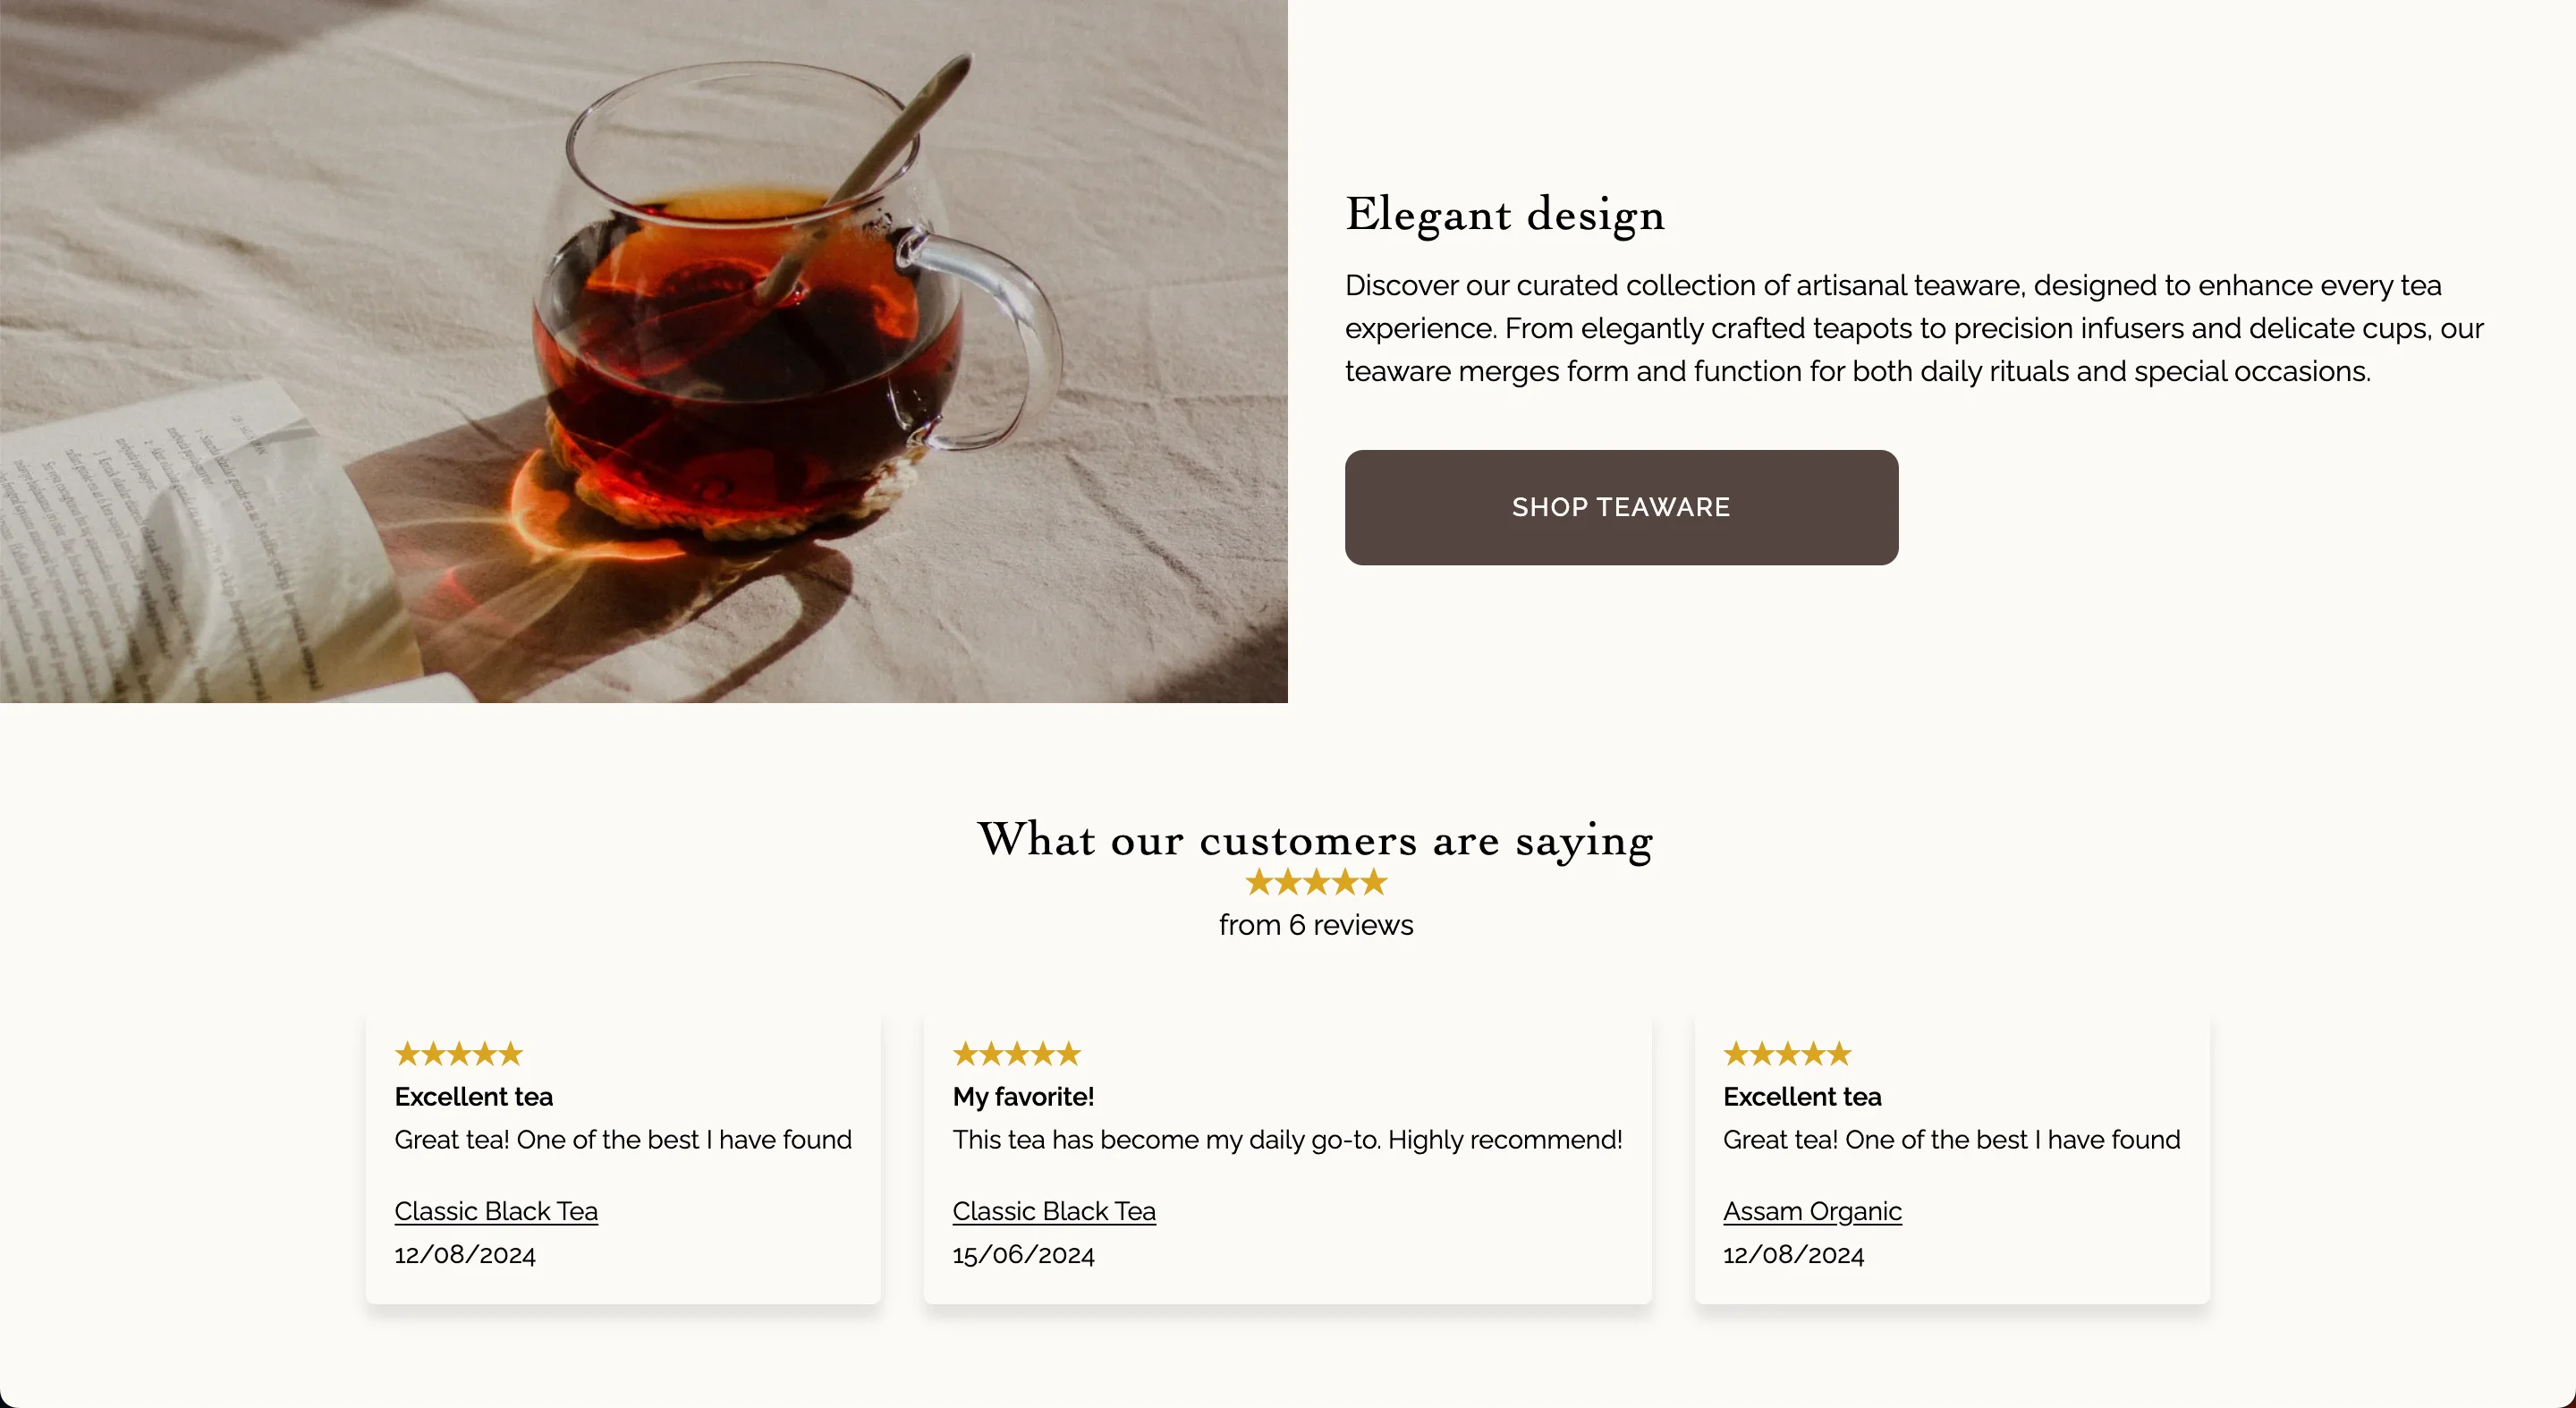 Elegant design
Discover our curated collection of artisanal teaware, designed to enhance every tea
experience. From elegantly crafted teapots to precision infusers and delicate cups, our
teaware merges form and function for both daily rituals and special occasions.
SHOP TEAWARE
What our customers are saying
★★★★★
from 6 reviews
★★★★★
Excellent tea
Great tea! One of the best I have found
Classic Black Tea
12/08/2024
★★★★★
My favorite!
This tea has become my daily go-to. Highly recommend!
Classic Black Tea
15/06/2024
★★★★★
Excellent tea
Great tea! One of the best I have found
Assam Organic
12/08/2024